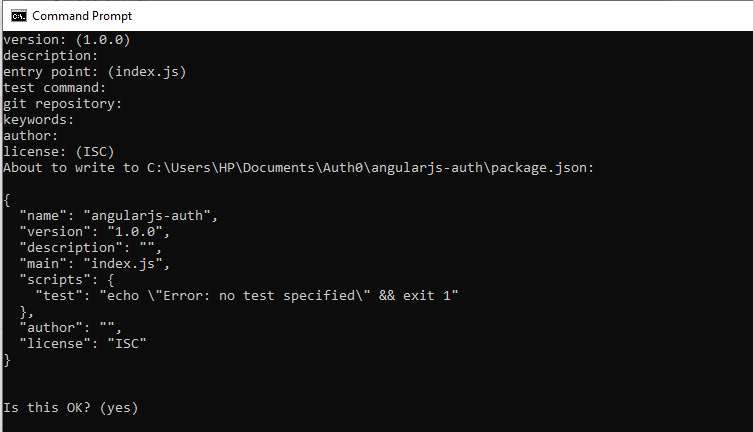 Command Prompt
version: (1.0.0)
description:
entry point: (index.js)
test command:
git repository:
keywords:
author:
license: (ISC)
About to write to C:\Users\HP\Documents\Auth0\angularjs-auth\package.json:
{
  "name": "angularjs-auth",
  "version": "1.0.0",
  "description": "",
  "main": "index.js",
  "scripts": {
    "test": "echo \"Error: no test specified\" && exit 1"
  },
  "author": "",
  "license": "ISC"
}
Is this OK? (yes)